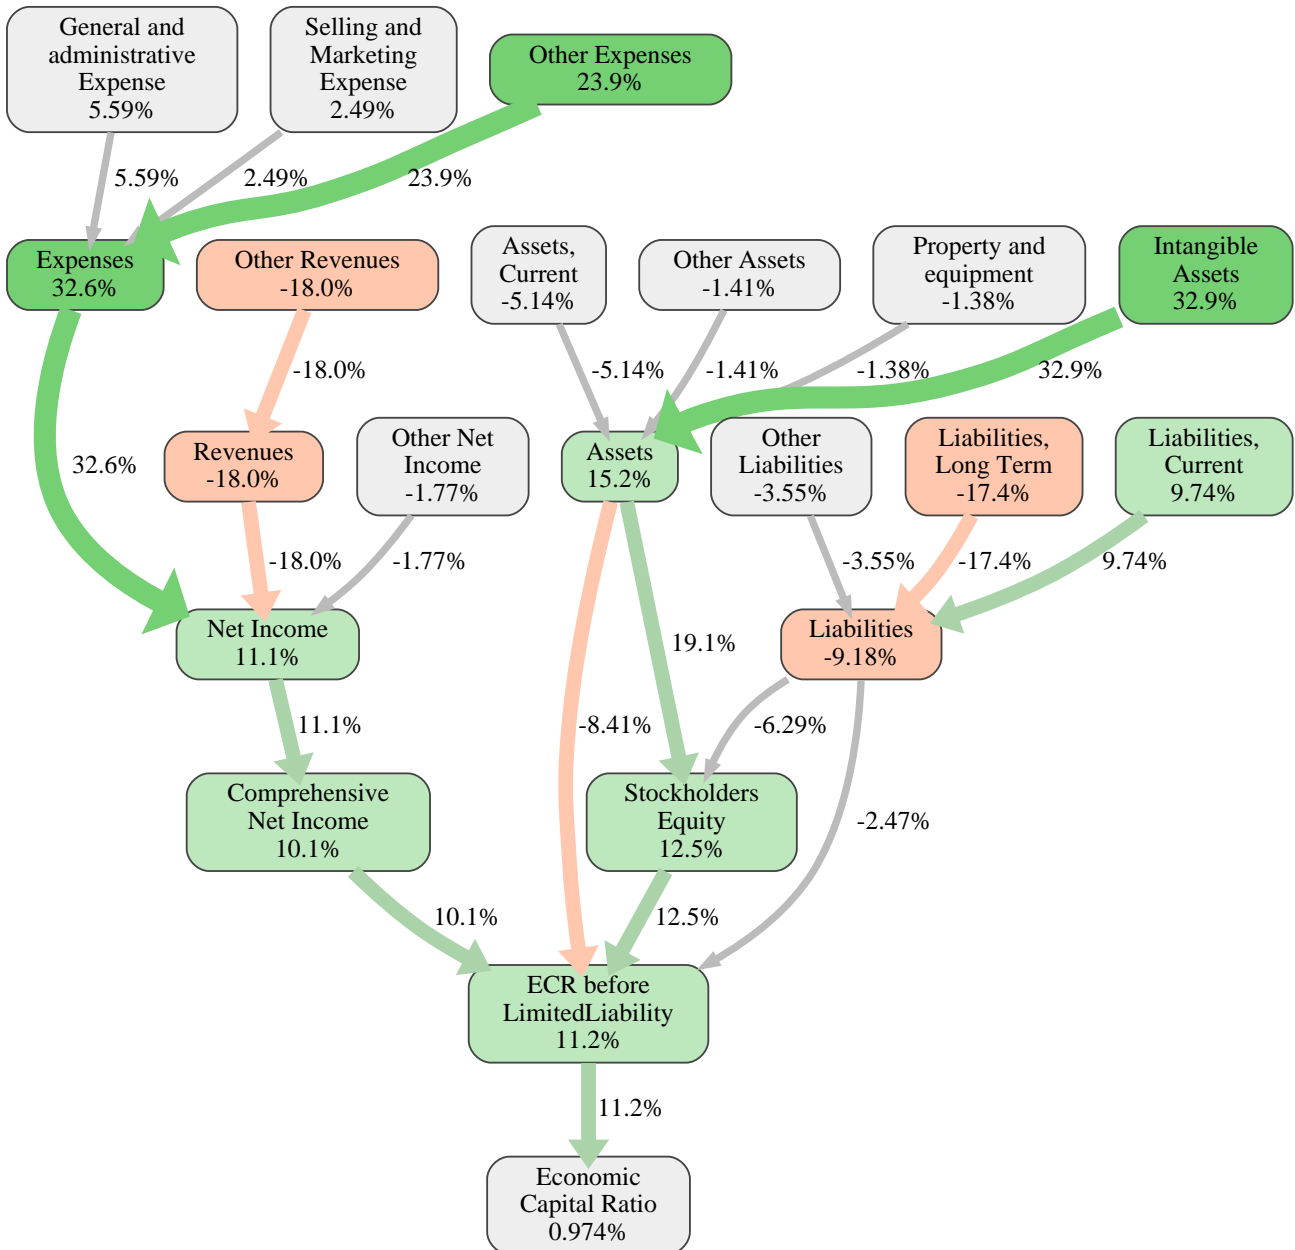 General and
administrative
Expense
5.59%
Selling and
Marketing
Expense
2.49%
Other Expenses
23.9%
5.59%
2.49%
23.9%
Expenses
32.6%
Other Revenues
-18.0%
Assets,
Current
-5.14%
Other Assets
-1.41%
Property and
equipment
-1.38%
Intangible
Assets
32.9%
-18.0%
-5.14%
-1.41%
-1.38%
32.9%
32.6%
Revenues
-18.0%
Other Net
Income
-1.77%
Assets
15.2%
Other
Liabilities
-3.55%
Liabilities,
Long Term
-17.4%
Liabilities,
Current
9.74%
-18.0%
-1.77%
-3.55%
-17.4%
9.74%
Net Income
11.1%
19.1%
Liabilities
-9.18%
11.1%
-8.41%
-6.29%
Comprehensive
Net Income
10.1%
Stockholders
Equity
12.5%
-2.47%
10.1%
12.5%
ECR before
LimitedLiability
11.2%
11.2%
Economic
Capital Ratio
0.974%